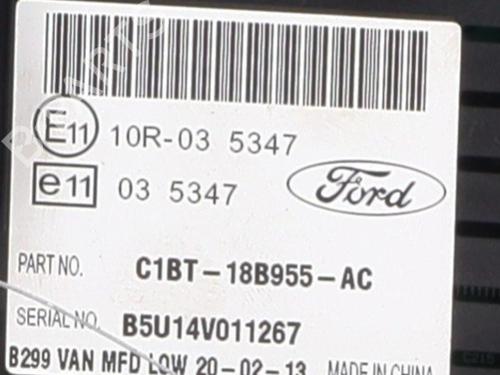 B-PARTS
E11 10R-03 5347
e11 03 5347
Ford
PART NO. C1BT-18B955-AC
SERIAL NO. B5U14V011267
B299 VAN MFD LOW 20-02-13 MADE IN CHINA